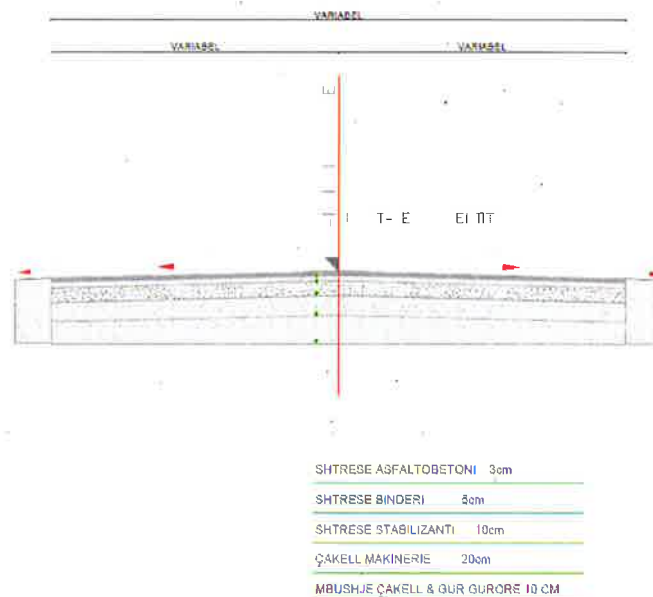 VARIABEL
VARIABEL VARIABEL
SHTRESE ASFALTOBETONI 3cm
SHTRESE BINDERI 5cm
SHTRESE STABILIZANTI 10cm
ÇAKELL MAKINERIE 20cm
MBUSHJE ÇAKELL & GUR GURORE 10 CM